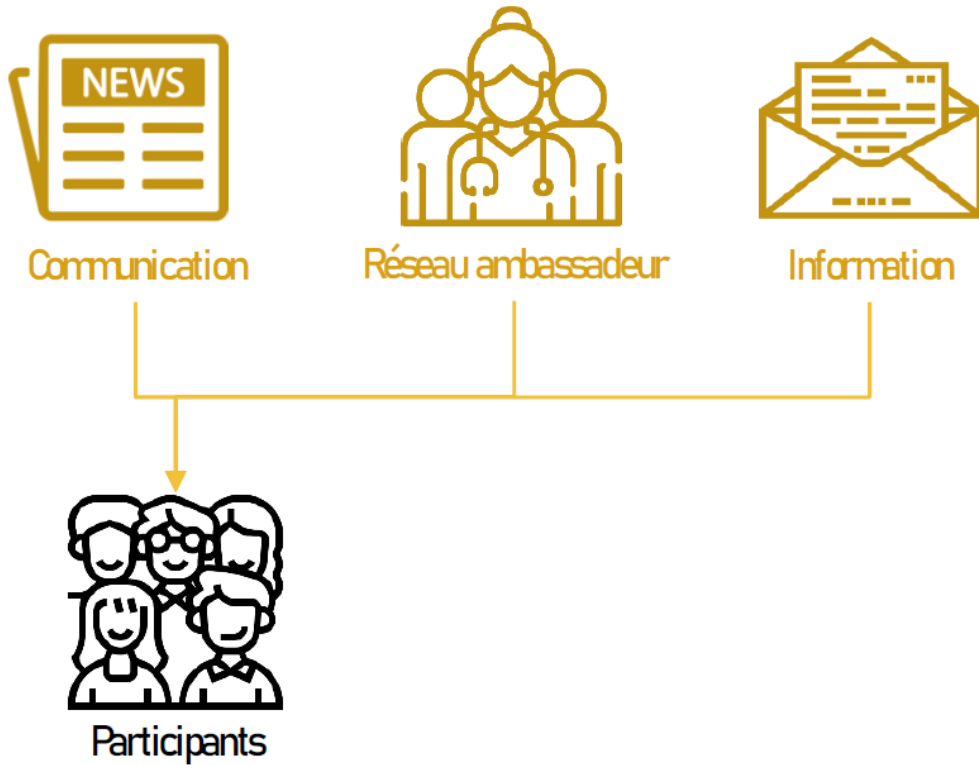 NEWS
Communication
Réseau ambassadeur
Information
Participants